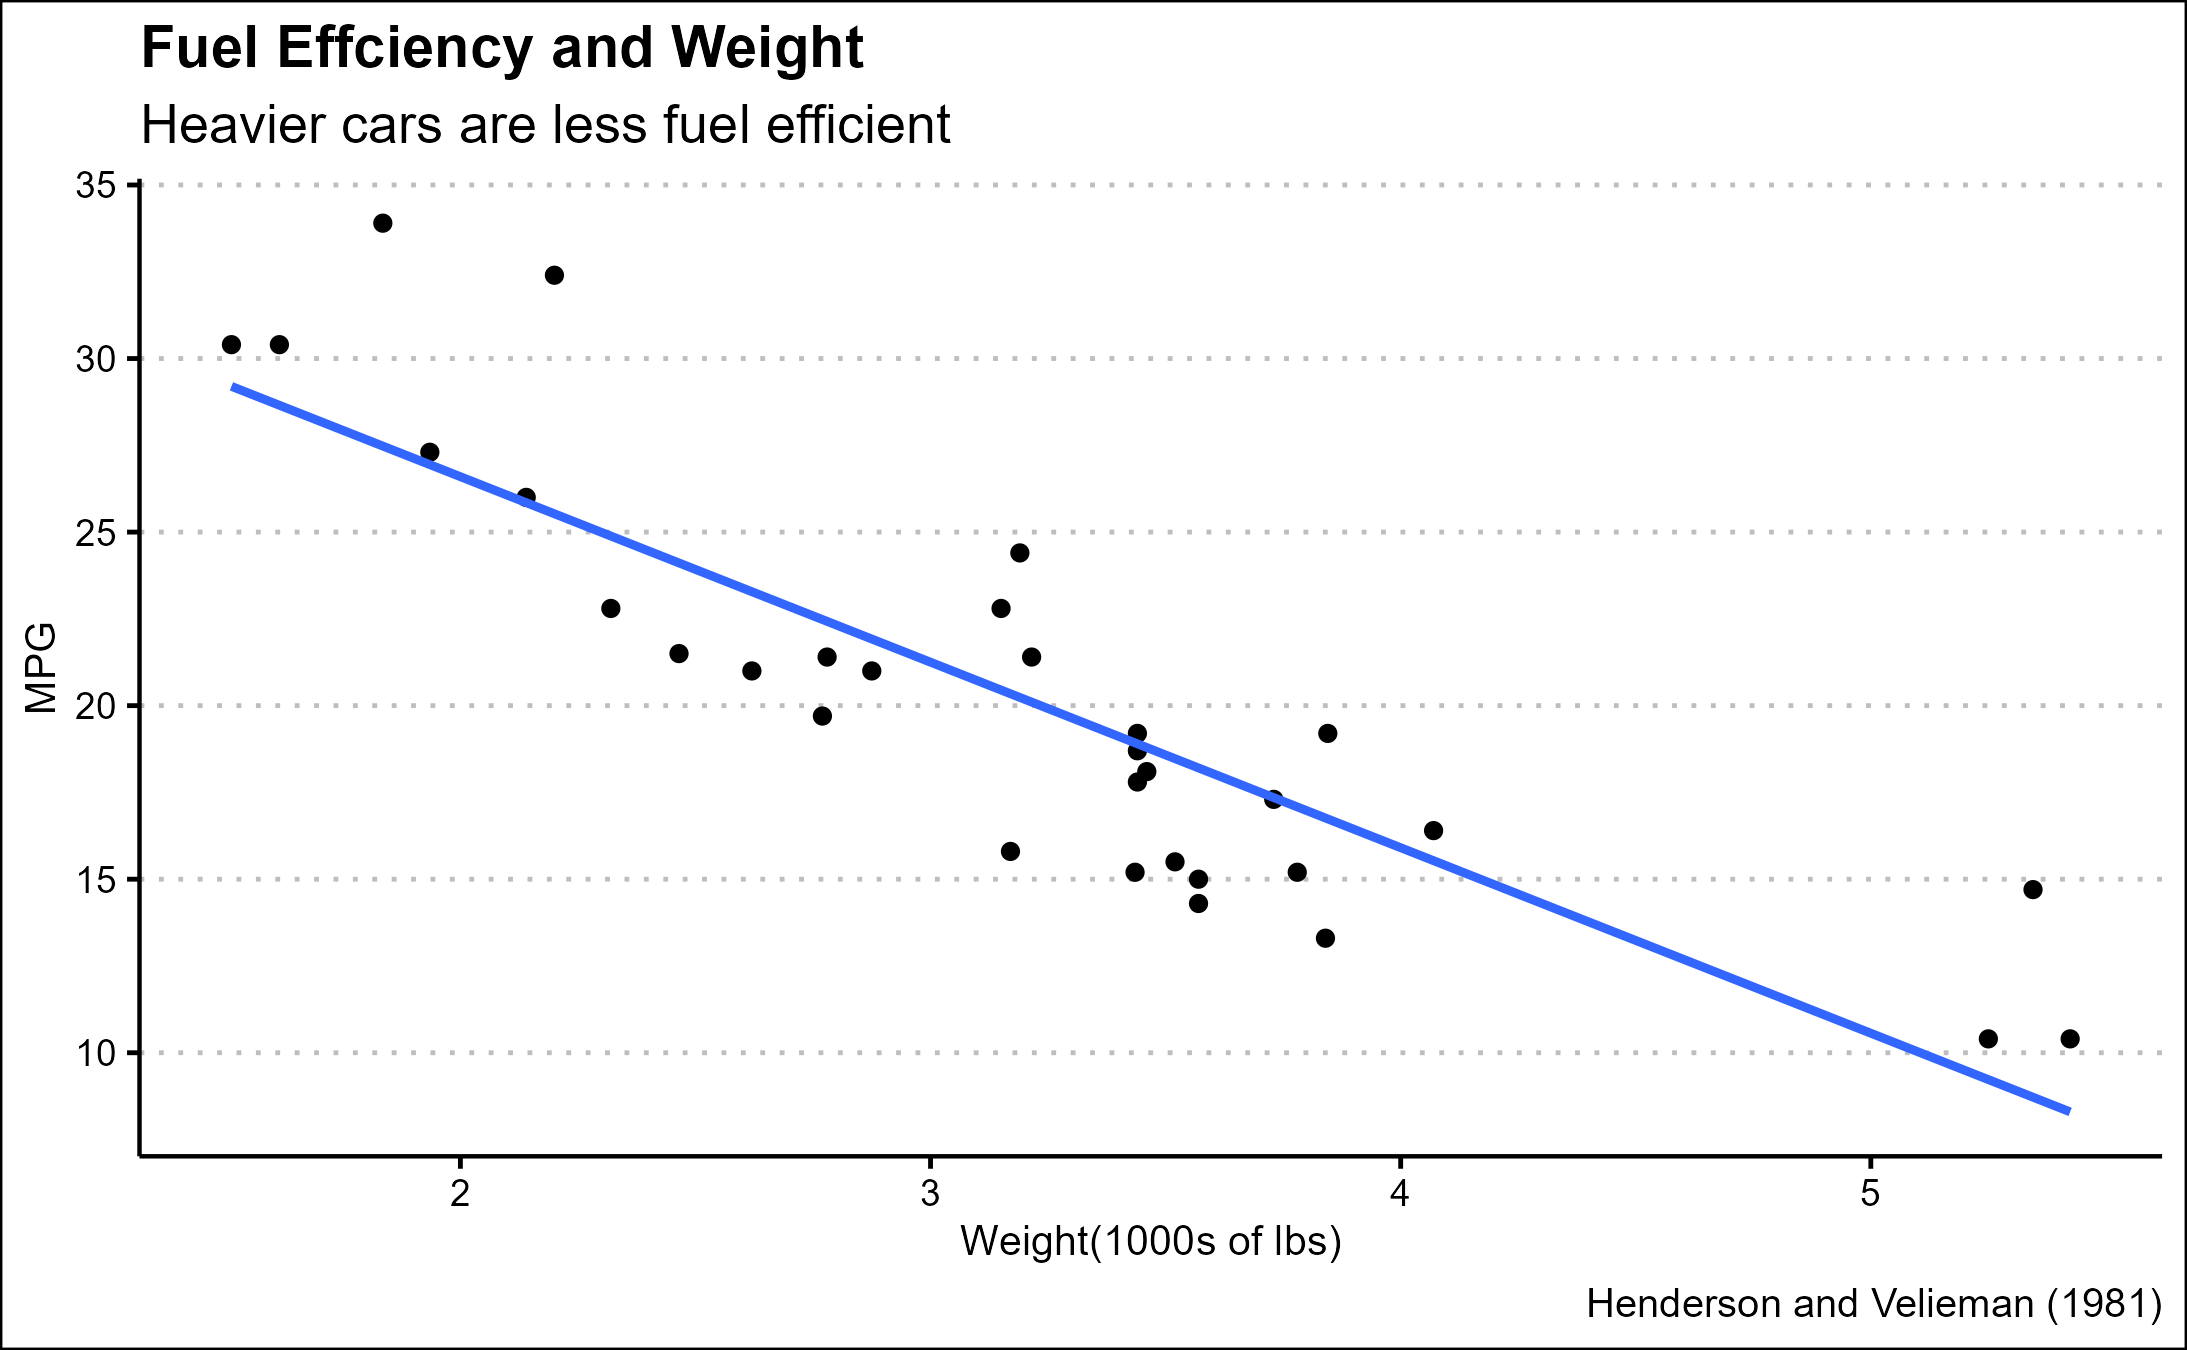 Fuel Effciency and Weight
Heavier cars are less fuel efficient
35
30
25
20
15
10
MPG
2 3 4 5
Weight(1000s of lbs)
Henderson and Velieman (1981)